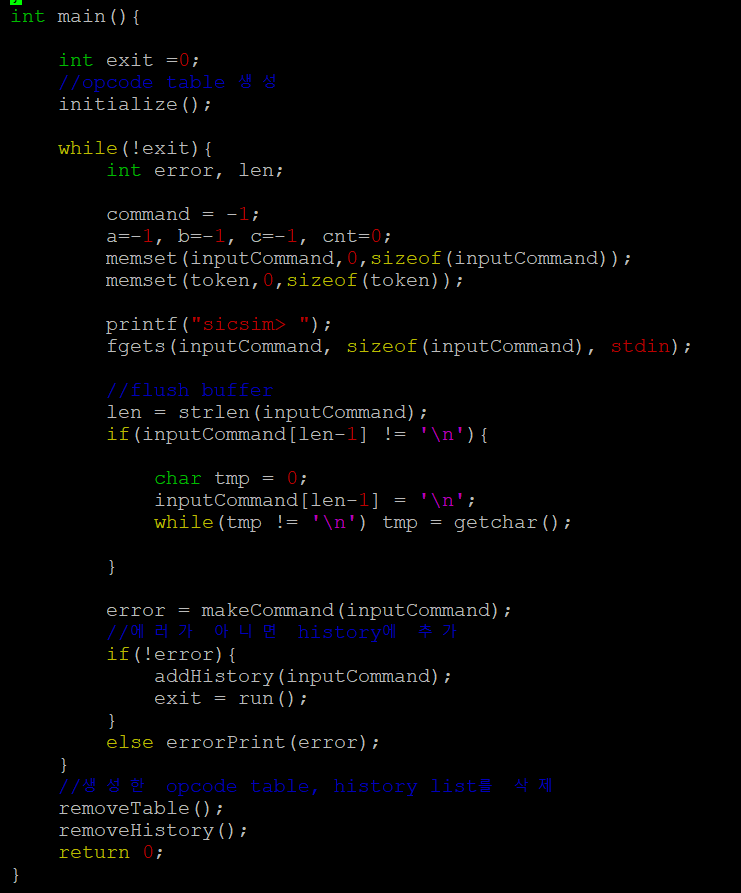 int main(){
int exit =0;
//opcode table 생성
initialize();
while(!exit){
int error, len;
command = -1;
a=-1, b=-1, c=-1, cnt=0;
memset(inputCommand,0,sizeof(inputCommand));
memset(token,0,sizeof(token));
printf("sicsim> ");
fgets(inputCommand, sizeof(inputCommand), stdin);
//flush buffer
len = strlen(inputCommand);
if(inputCommand[len-1] != '\n'){
char tmp = 0;
inputCommand[len-1] = '\n';
while(tmp != '\n') tmp = getchar();
}
error = makeCommand(inputCommand);
//에러가 아니면 history에 추가
if(!error){
addHistory(inputCommand);
exit = run();
}
else errorPrint(error);
}
//생성한 opcode table, history list를 삭제
removeTable();
removeHistory();
return 0;
}